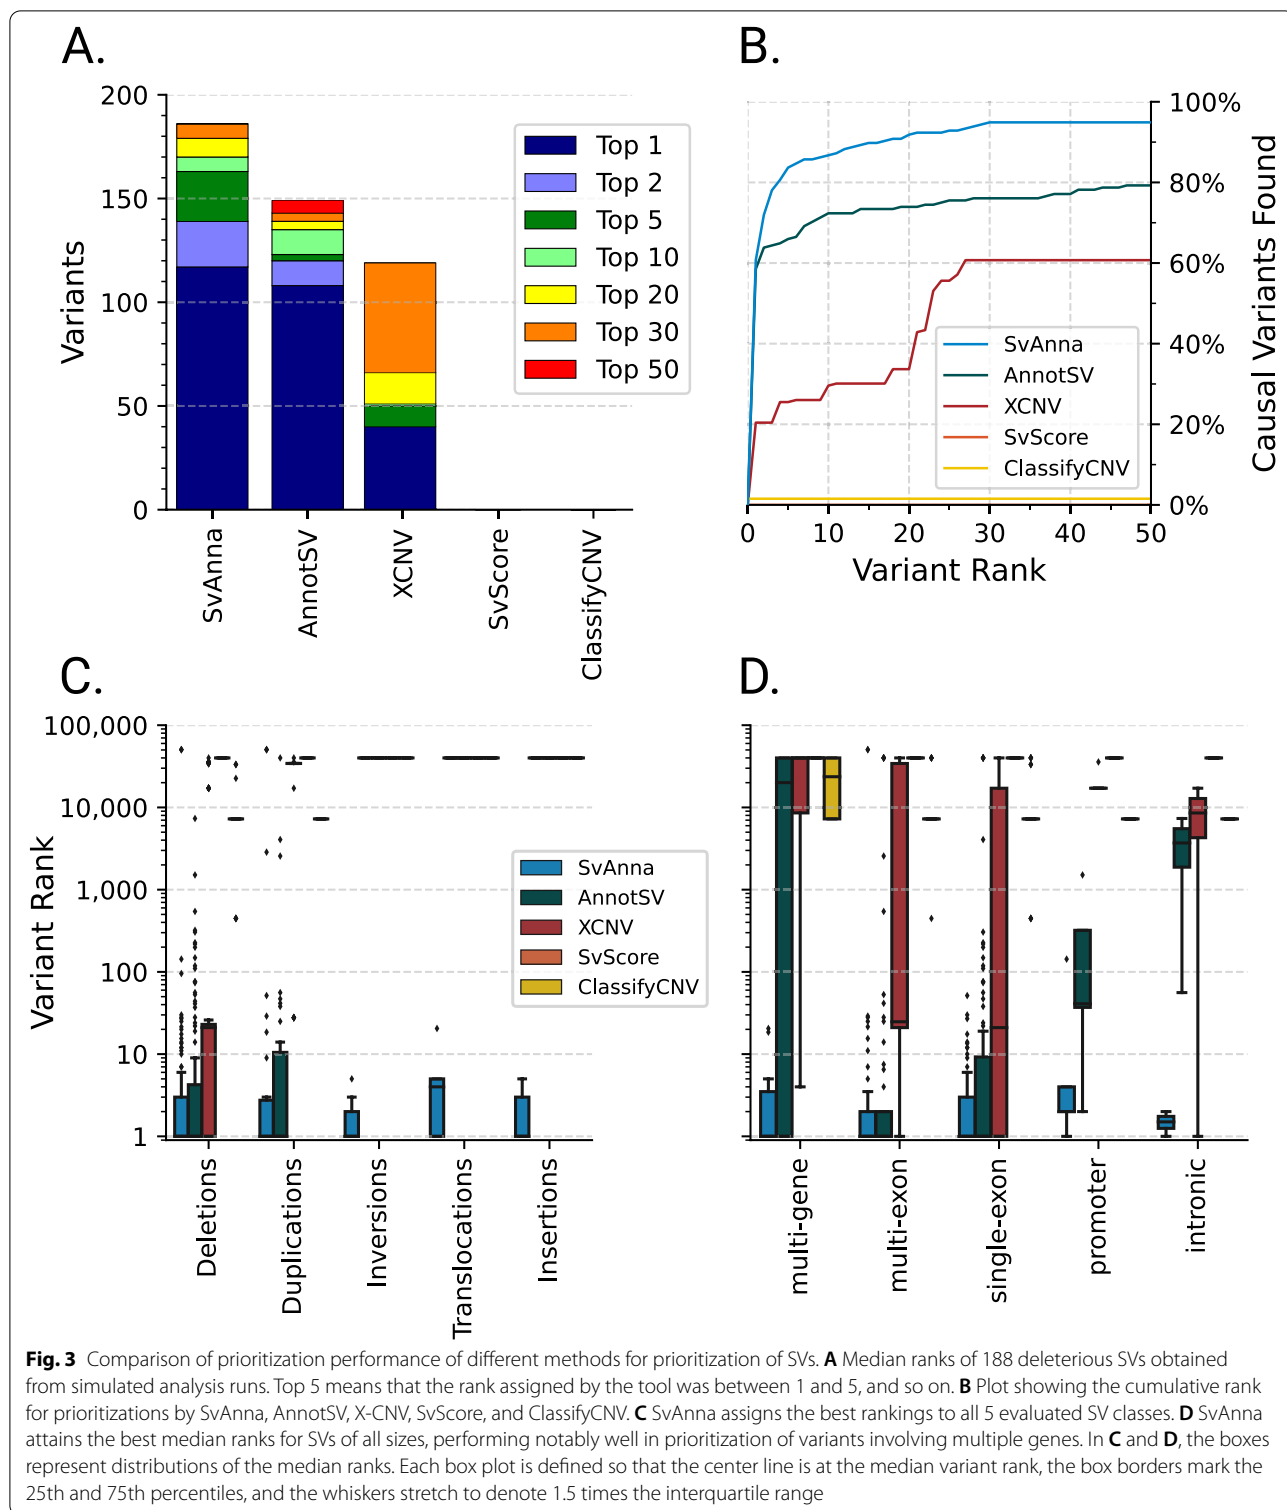 A.
200
150
100
50
0
Variants
SvAnna
AnnotSV
XCNV
SvScore
ClassifyCNV
Top 1
Top 2
Top 5
Top 10
Top 20
Top 30
Top 50
B.
100%
80%
60%
40%
20%
0%
Causal Variants Found
SvAnna
AnnotSV
XCNV
SvScore
ClassifyCNV
0 10 20 30 40 50
Variant Rank
C.
100,000
10,000
1,000
100
10
1
Variant Rank
Deletions
Duplications
Inversions
Translocations
Insertions
SvAnna
AnnotSV
XCNV
SvScore
ClassifyCNV
D.
multi-gene
multi-exon
single-exon
promoter
intronic
Fig. 3 Comparison of prioritization performance of different methods for prioritization of SVs. A Median ranks of 188 deleterious SVs obtained
from simulated analysis runs. Top 5 means that the rank assigned by the tool was between 1 and 5, and so on. B Plot showing the cumulative rank
for prioritizations by SvAnna, AnnotSV, X-CNV, SvScore, and ClassifyCNV. C SvAnna assigns the best rankings to all 5 evaluated SV classes. D SvAnna
attains the best median ranks for SVs of all sizes, performing notably well in prioritization of variants involving multiple genes. In C and D, the boxes
represent distributions of the median ranks. Each box plot is defined so that the center line is at the median variant rank, the box borders mark the
25th and 75th percentiles, and the whiskers stretch to denote 1.5 times the interquartile range